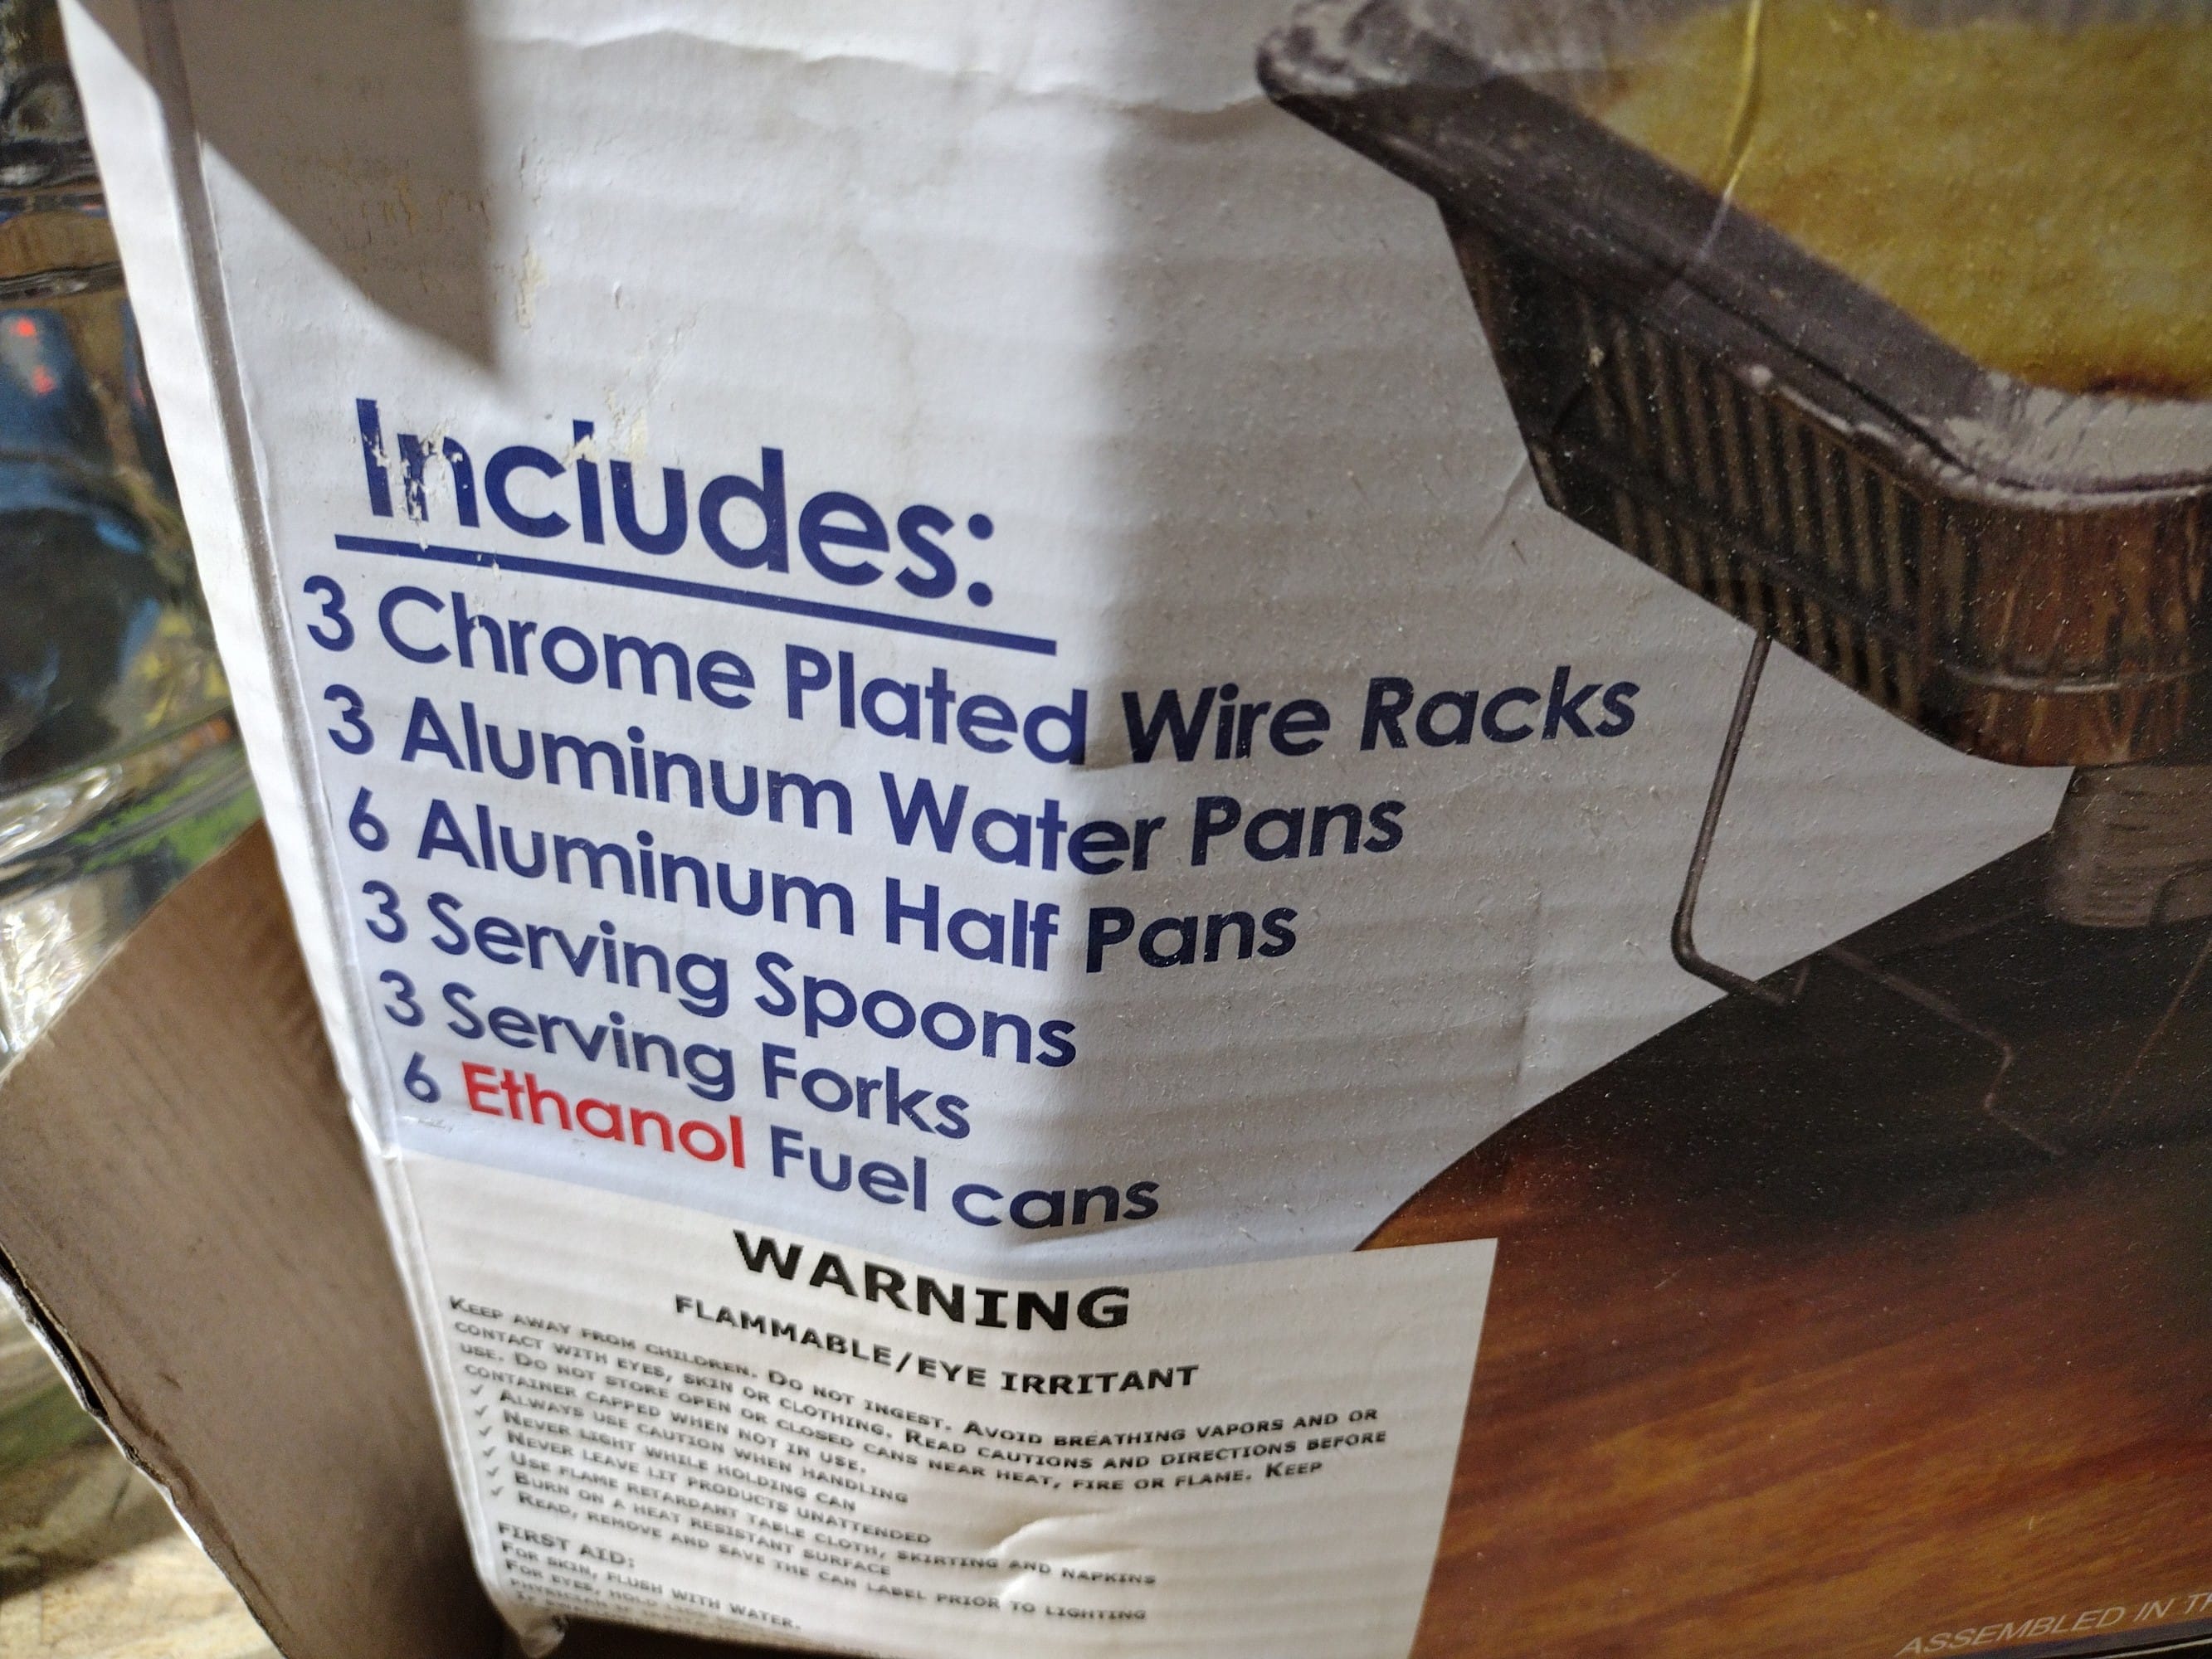 Includes:
3 Chrome Plated Wire Racks
3 Aluminum Water Pans
6 Aluminum Half Pans
3 Serving Spoons
3 Serving Forks
6 Ethanol Fuel cans
WARNING
FLAMMABLE/EYE IRRITANT
KEEP AWAY FROM CHILDREN. DO NOT INGEST. AVOID BREATHING VAPORS AND OR
CONTACT WITH EYES, SKIN OR CLOTHING. READ CAUTIONS AND DIRECTIONS BEFORE
USE. DO NOT STORE OPEN OR CLOSED CANS NEAR HEAT, FIRE OR FLAME. KEEP
CONTAINER CAPPED WHEN NOT IN USE.
✓ ALWAYS USE CAUTION WHEN HANDLING
✓ NEVER LIGHT WHILE HOLDING CAN
✓ NEVER LEAVE LIT PRODUCTS UNATTENDED
✓ USE FLAME RETARDANT TABLE CLOTH, SKIRTING AND NAPKINS
✓ BURN ON A HEAT RESISTANT SURFACE
✓ READ, REMOVE AND SAVE THE CAN LABEL PRIOR TO LIGHTING
FIRST AID:
FOR SKIN, FLUSH WITH WATER.
FOR EYES, HOLD
PHYSICIAN IF
ASSEMBLED IN